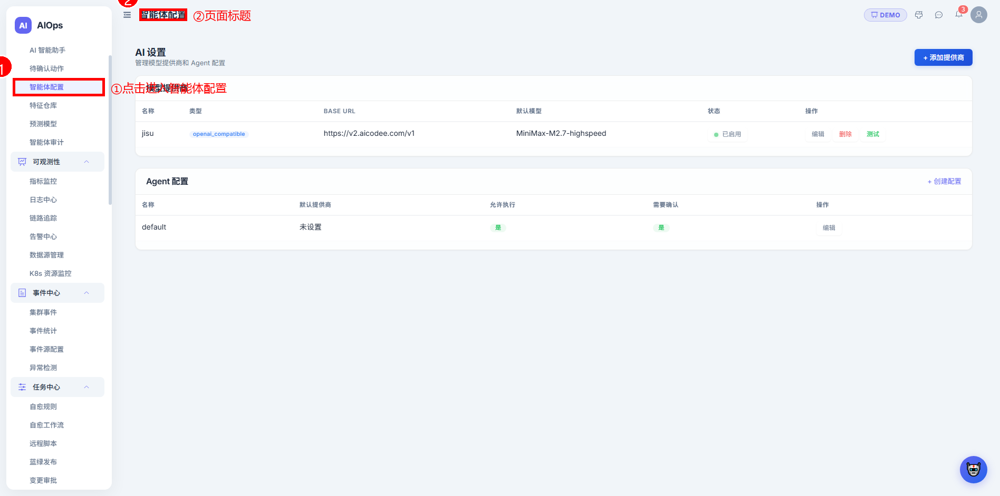 AI AIOps
AI 智能助手
待确认动作
1
智能体配置
①点击进入智能体配置
特征仓库
预测模型
智能体审计
可观测性
指标监控
日志中心
链路追踪
告警中心
数据源管理
K8s 资源监控
事件中心
集群事件
事件统计
事件源配置
异常检测
任务中心
自愈规则
自愈工作流
远程脚本
蓝绿发布
变更审批
2
智能体配置
②页面标题
DEMO
3
AI 设置
管理模型提供商和 Agent 配置
+ 添加提供商
模型提供商
名称 类型 BASE URL 默认模型 状态 操作
jisu openai_compatible https://v2.aicodee.com/v1 MiniMax-M2.7-highspeed 已启用 编辑 删除 测试
Agent 配置
+ 创建配置
名称 默认提供商 允许执行 需要确认 操作
default 未设置 是 是 编辑